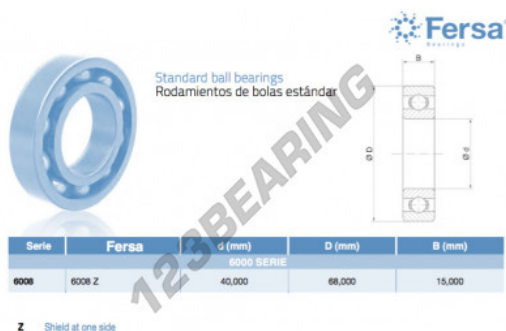 Fersa
Bearings
Standard ball bearings
Rodamientos de bolas estándar
B
Ø D
Ø d
123BEARING
Serie Fersa d (mm) D (mm) B (mm)
6000 SERIE
6008 6008 Z 40,000 68,000 15,000
Z Shield at one side